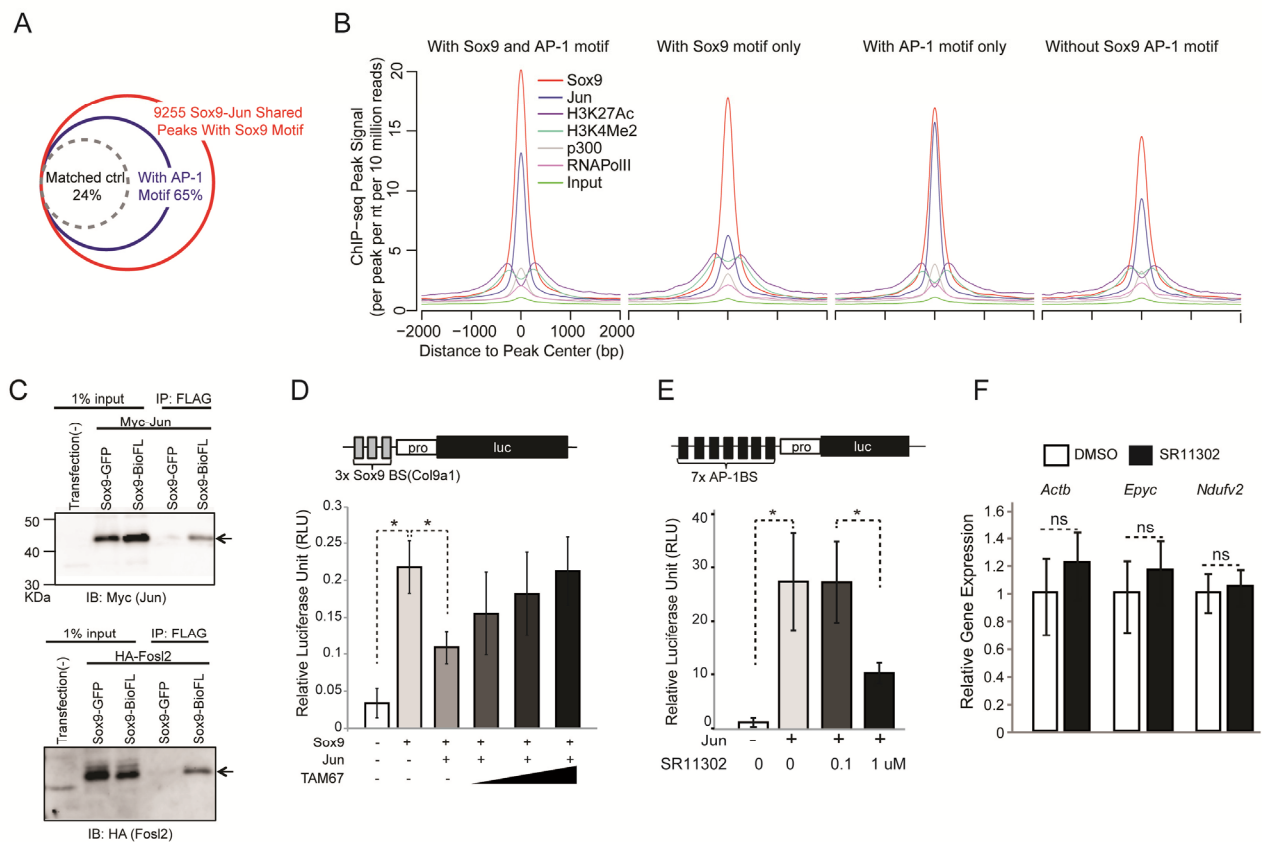 A
9255 Sox9-Jun Shared
Peaks With Sox9 Motif
Matched ctrl
24%
With AP-1
Motif 65%
B
With Sox9 and AP-1 motif
With Sox9 motif only
With AP-1 motif only
Without Sox9 AP-1 motif
ChIP-seq Peak Signal
(per peak per nt per 10 million reads)
20
15
10
5
0
Sox9
Jun
H3K27Ac
H3K4Me2
p300
RNAPolII
Input
−2000 −1000 0 1000 2000
Distance to Peak Center (bp)
C
1% input IP: FLAG
Myc-Jun
Transfection(-)
Sox9-GFP
Sox9-BioFL
Sox9-GFP
Sox9-BioFL
50
40
30
KDa
IB: Myc (Jun)
1% input IP: FLAG
HA-Fosl2
Transfection(-)
Sox9-GFP
Sox9-BioFL
Sox9-GFP
Sox9-BioFL
IB: HA (Fosl2)
D
pro luc
3x Sox9 BS(Col9a1)
Relative Luciferase Unit (RLU)
0.3
0.25
0.2
0.15
0.1
0.05
0
* *
Sox9 - + + + + +
Jun - - + + + +
TAM67 - - -
E
pro luc
7x AP-1BS
Relative Luciferase Unit (RLU)
40
30
20
10
0
* *
Jun - + + +
SR11302 0 0 0.1 1 uM
F
DMSO SR11302
Actb Epyc Ndufv2
Relative Gene Expression
1.6
1.4
1.2
1
0.8
0.6
0.4
0.2
0
ns ns ns